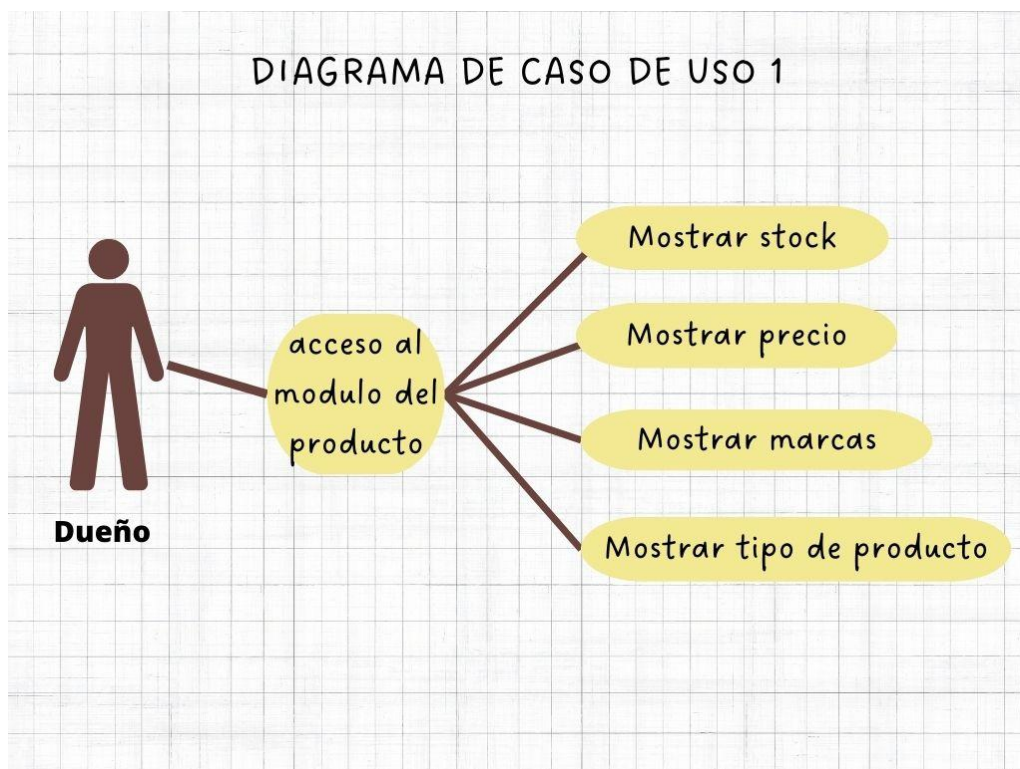 DIAGRAMA DE CASO DE USO 1
Mostrar stock
acceso al
modulo del
producto
Mostrar precio
Mostrar marcas
Mostrar tipo de producto
Dueño